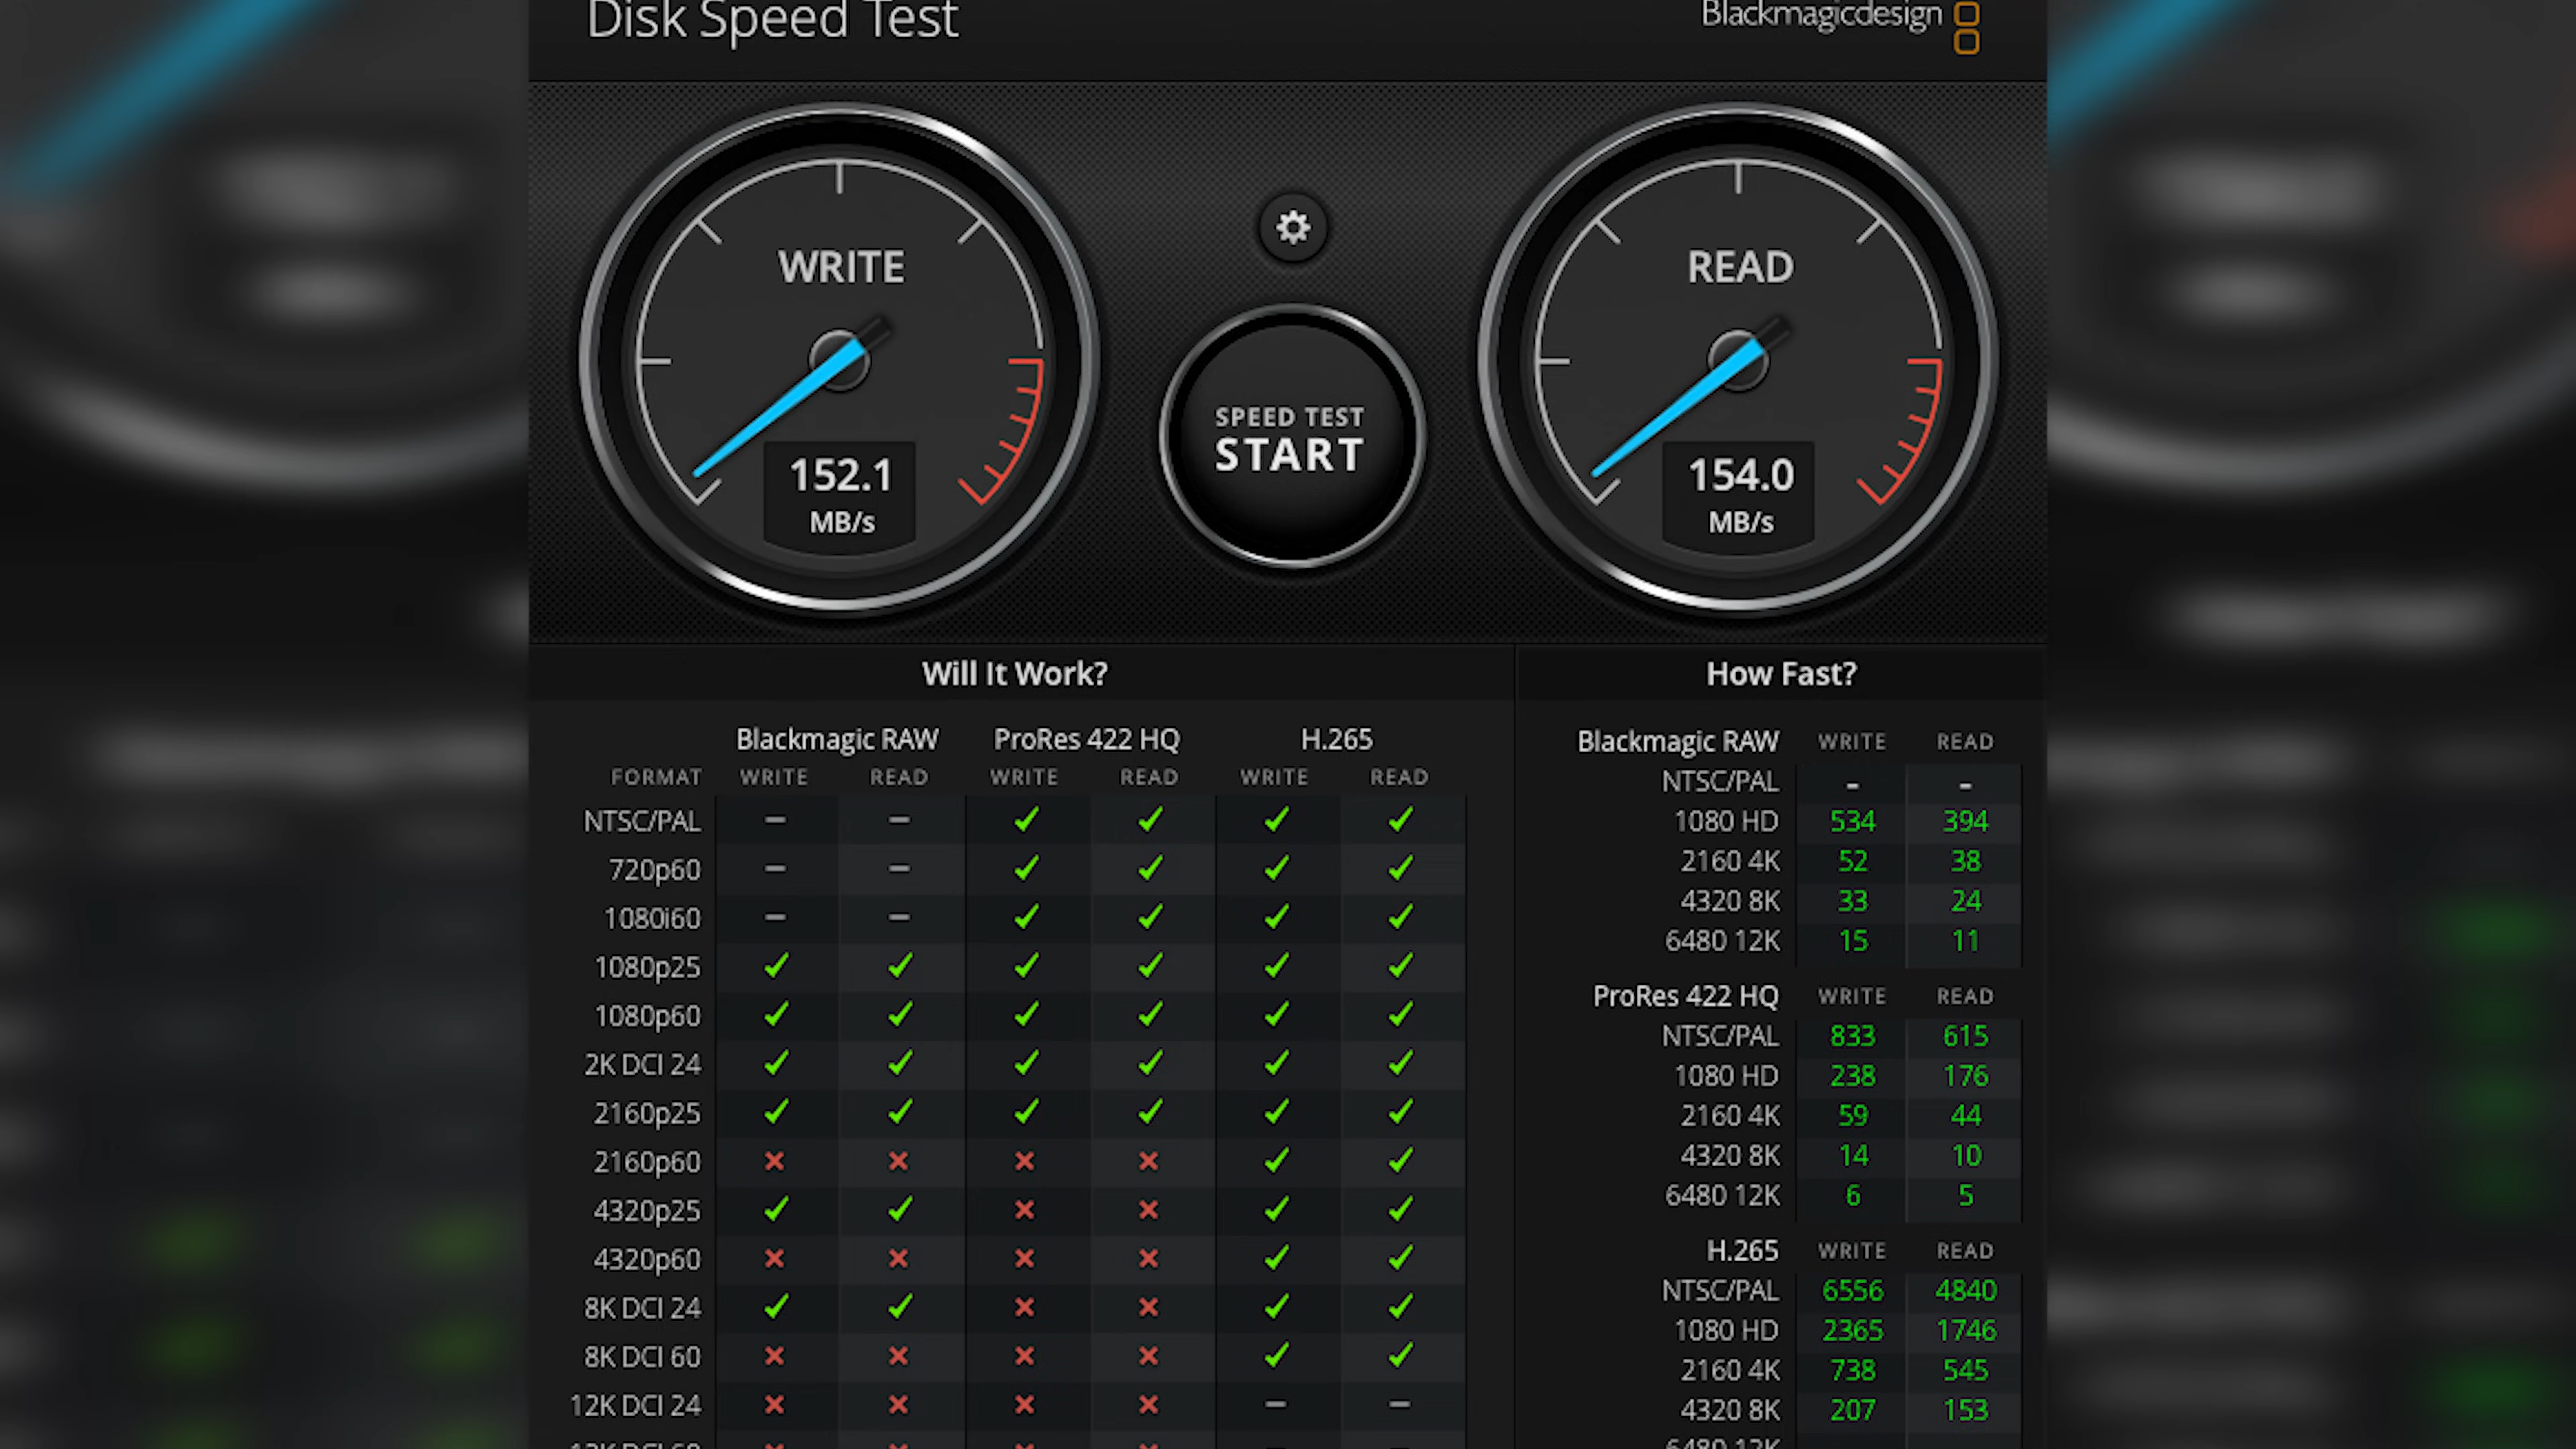 Disk Speed Test
Blackmagicdesign
WRITE
152.1
MB/s
SPEED TEST
START
READ
154.0
MB/s
Will It Work?
Blackmagic RAW ProRes 422 HQ H.265
FORMAT WRITE READ WRITE READ WRITE READ
NTSC/PAL – – ✓ ✓ ✓ ✓
720p60 – – ✓ ✓ ✓ ✓
1080i60 – – ✓ ✓ ✓ ✓
1080p25 ✓ ✓ ✓ ✓ ✓ ✓
1080p60 ✓ ✓ ✓ ✓ ✓ ✓
2K DCI 24 ✓ ✓ ✓ ✓ ✓ ✓
2160p25 ✓ ✓ ✓ ✓ ✓ ✓
2160p60 ✗ ✗ ✗ ✗ ✓ ✓
4320p25 ✓ ✓ ✗ ✗ ✓ ✓
4320p60 ✗ ✗ ✗ ✗ ✓ ✓
8K DCI 24 ✓ ✓ ✗ ✗ ✓ ✓
8K DCI 60 ✗ ✗ ✗ ✗ ✓ ✓
12K DCI 24 ✗ ✗ ✗ ✗ – –
How Fast?
Blackmagic RAW WRITE READ
NTSC/PAL - -
1080 HD 534 394
2160 4K 52 38
4320 8K 33 24
6480 12K 15 11
ProRes 422 HQ WRITE READ
NTSC/PAL 833 615
1080 HD 238 176
2160 4K 59 44
4320 8K 14 10
6480 12K 6 5
H.265 WRITE READ
NTSC/PAL 6556 4840
1080 HD 2365 1746
2160 4K 738 545
4320 8K 207 153